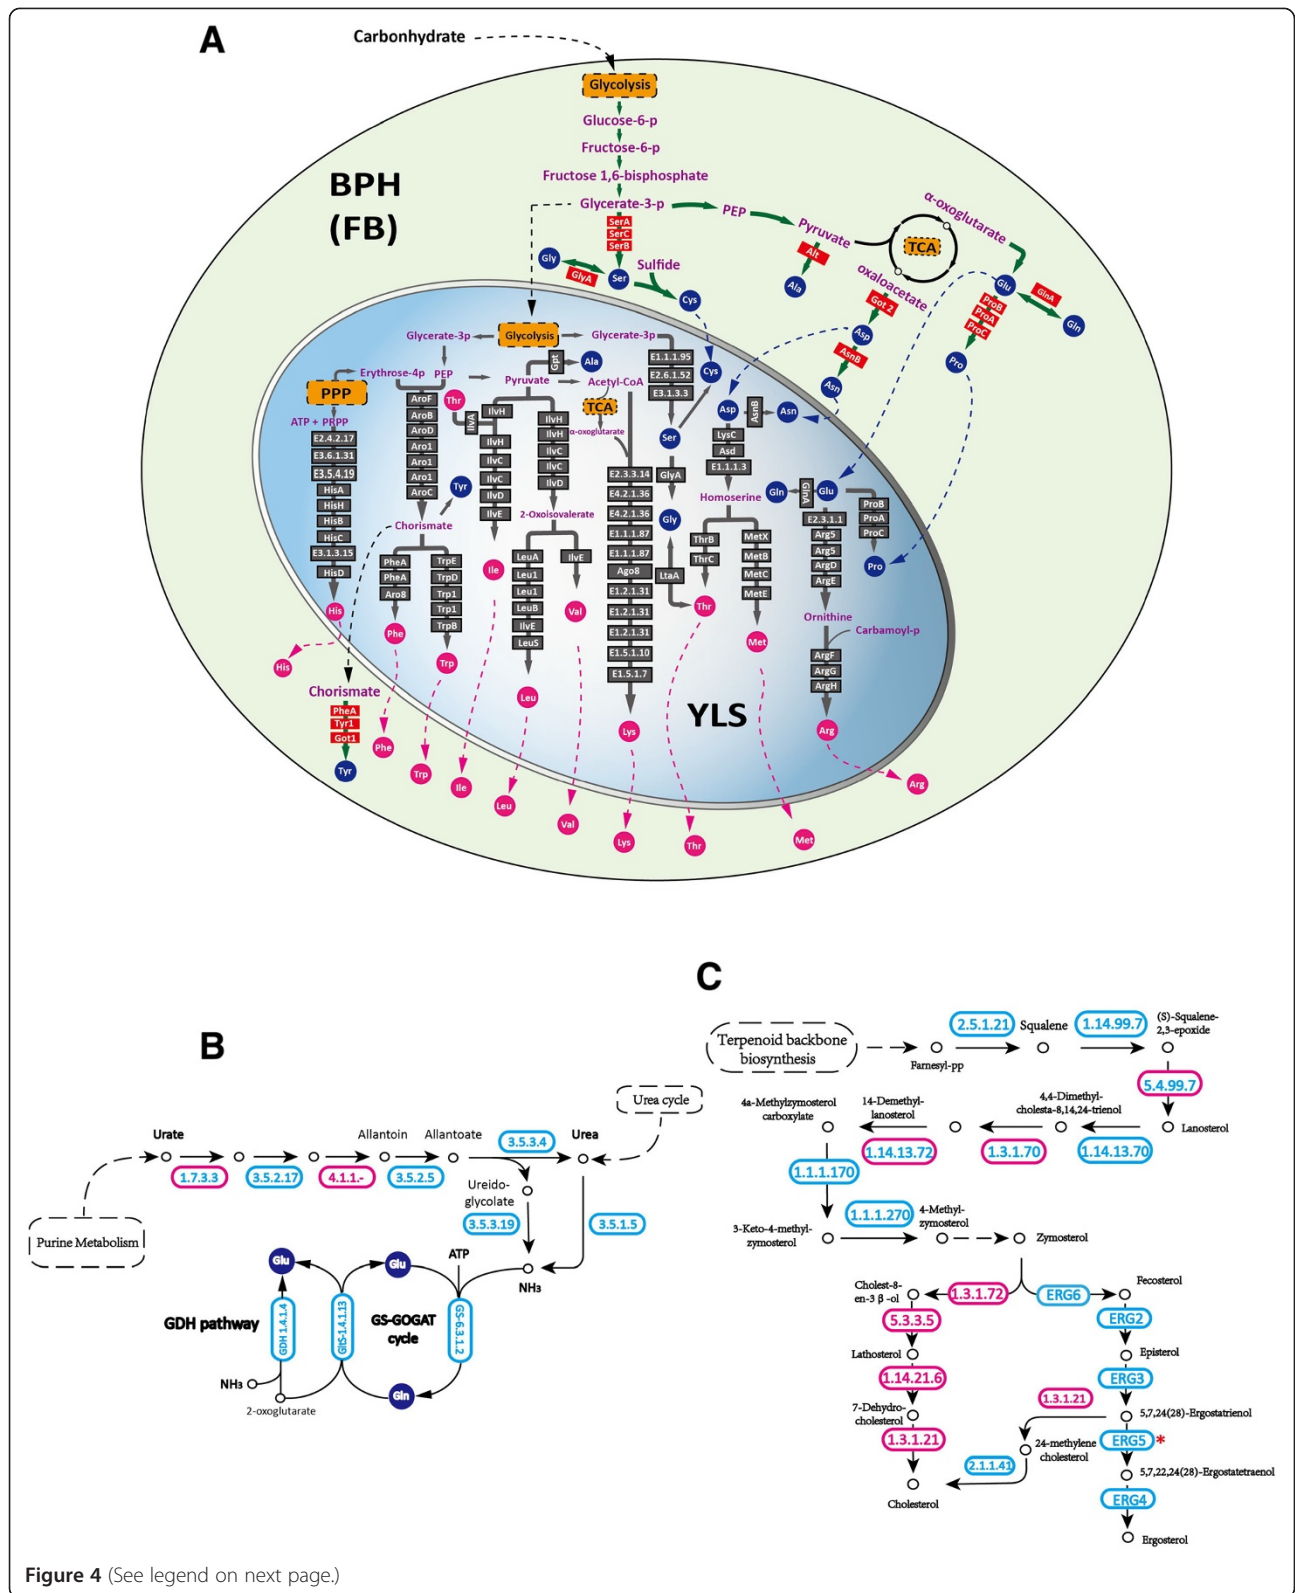 A
Carbonhydrate
Glycolysis
Glucose-6-p
Fructose-6-p
Fructose 1,6-bisphosphate
Glycerate-3-p
PEP
Pyruvate
α-oxoglutarate
BPH
(FB)
SerA
SerC
SerB
Gly
GlyA
Ser
Sulfide
Cys
Alt
Ala
TCA
oxaloacetate
Got 2
Asp
AsnB
Asn
Glu
GlnA
Gln
ProB
ProA
ProC
Pro
Glycerate-3p
Glycolysis
Glycerate-3p
Erythrose-4p
PEP
Pyruvate
Gpt
Ala
Acetyl-CoA
TCA
α-oxoglutarate
PPP
ATP + PRPP
E2.4.2.17
E3.6.1.31
E3.5.4.19
HisA
HisH
HisB
HisC
E3.1.3.15
HisD
His
His
AroF
AroB
AroD
Aro1
Aro1
AroC
Chorismate
Tyr
PheA
PheA
Aro8
Phe
Phe
TrpE
TrpD
Trp1
Trp1
TrpB
Trp
Trp
Thr
IlvA
IlvH
IlvH
IlvC
IlvC
IlvD
IlvE
Ile
Ile
IlvH
IlvH
IlvC
IlvC
IlvD
2-Oxoisovalerate
LeuA
Leu1
Leu1
LeuB
IlvE
Leu5
Leu
Leu
IlvE
Val
Val
E2.3.3.14
E4.2.1.36
E4.2.1.36
E1.1.1.87
E1.1.1.87
Ago8
E1.2.1.31
E1.2.1.31
E1.2.1.31
E1.5.1.10
E1.5.1.7
Lys
Lys
E1.1.1.95
E2.6.1.52
E3.1.3.3
Ser
Cys
GlyA
Gly
LtaA
Thr
Thr
Asp
AsnB
Asn
LysC
Asd
E1.1.1.3
Homoserine
ThrB
ThrC
MetX
MetB
MetC
MetE
Met
Met
Gln
GlnA
Glu
ProB
ProA
ProC
Pro
E2.3.1.1
Arg5
Arg5
ArgD
ArgE
Ornithine
Carbamoyl-p
ArgF
ArgG
ArgH
Arg
Arg
YLS
Chorismate
PheA
Tyr1
Got1
Tyr
B
Urea cycle
Urate
Allantoin
Allantoate
3.5.3.4
Urea
1.7.3.3
3.5.2.17
4.1.1.-
3.5.2.5
Ureido-
glycolate
3.5.3.19
3.5.1.5
Purine Metabolism
Glu
Glu
ATP
NH3
GDH pathway
GDH 1.4.1.4
GltS-1.4.1.13
GS-GOGAT
cycle
GS-6.3.1.2
NH3
2-oxoglutarate
Gln
C
Terpenoid backbone
biosynthesis
2.5.1.21
Squalene
1.14.99.7
(S)-Squalene-
2,3-epoxide
Farnesyl-pp
5.4.99.7
4a-Methylzymosterol
carboxylate
14-Demethyl-
lanosterol
4,4-Dimethyl-
cholesta-8,14,24-trienol
Lanosterol
1.14.13.72
1.3.1.70
1.14.13.70
1.1.1.170
1.1.1.270
4-Methyl-
zymosterol
3-Keto-4-methyl-
zymosterol
Zymosterol
Cholest-8-
en-3 β -ol
1.3.1.72
ERG6
Fecosterol
5.3.3.5
ERG2
Lathosterol
Episterol
1.14.21.6
ERG3
1.3.1.21
7-Dehydro-
cholesterol
5,7,24(28)-Ergostatrienol
1.3.1.21
24-methylene
cholesterol
ERG5 *
2.1.1.41
5,7,22,24(28)-Ergostatetraenol
Cholesterol
ERG4
Ergosterol
Figure 4 (See legend on next page.)